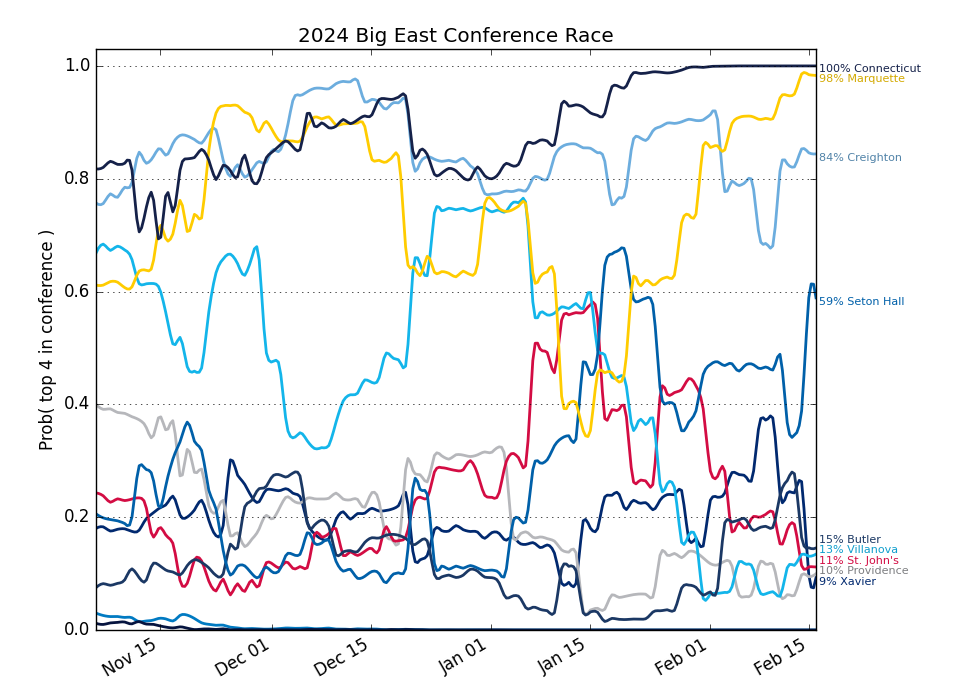 2024 Big East Conference Race
Prob( top 4 in conference )
1.0
0.8
0.6
0.4
0.2
0.0
100% Connecticut
98% Marquette
84% Creighton
59% Seton Hall
15% Butler
13% Villanova
11% St. John's
10% Providence
9% Xavier
Nov 15
Dec 01
Dec 15
Jan 01
Jan 15
Feb 01
Feb 15